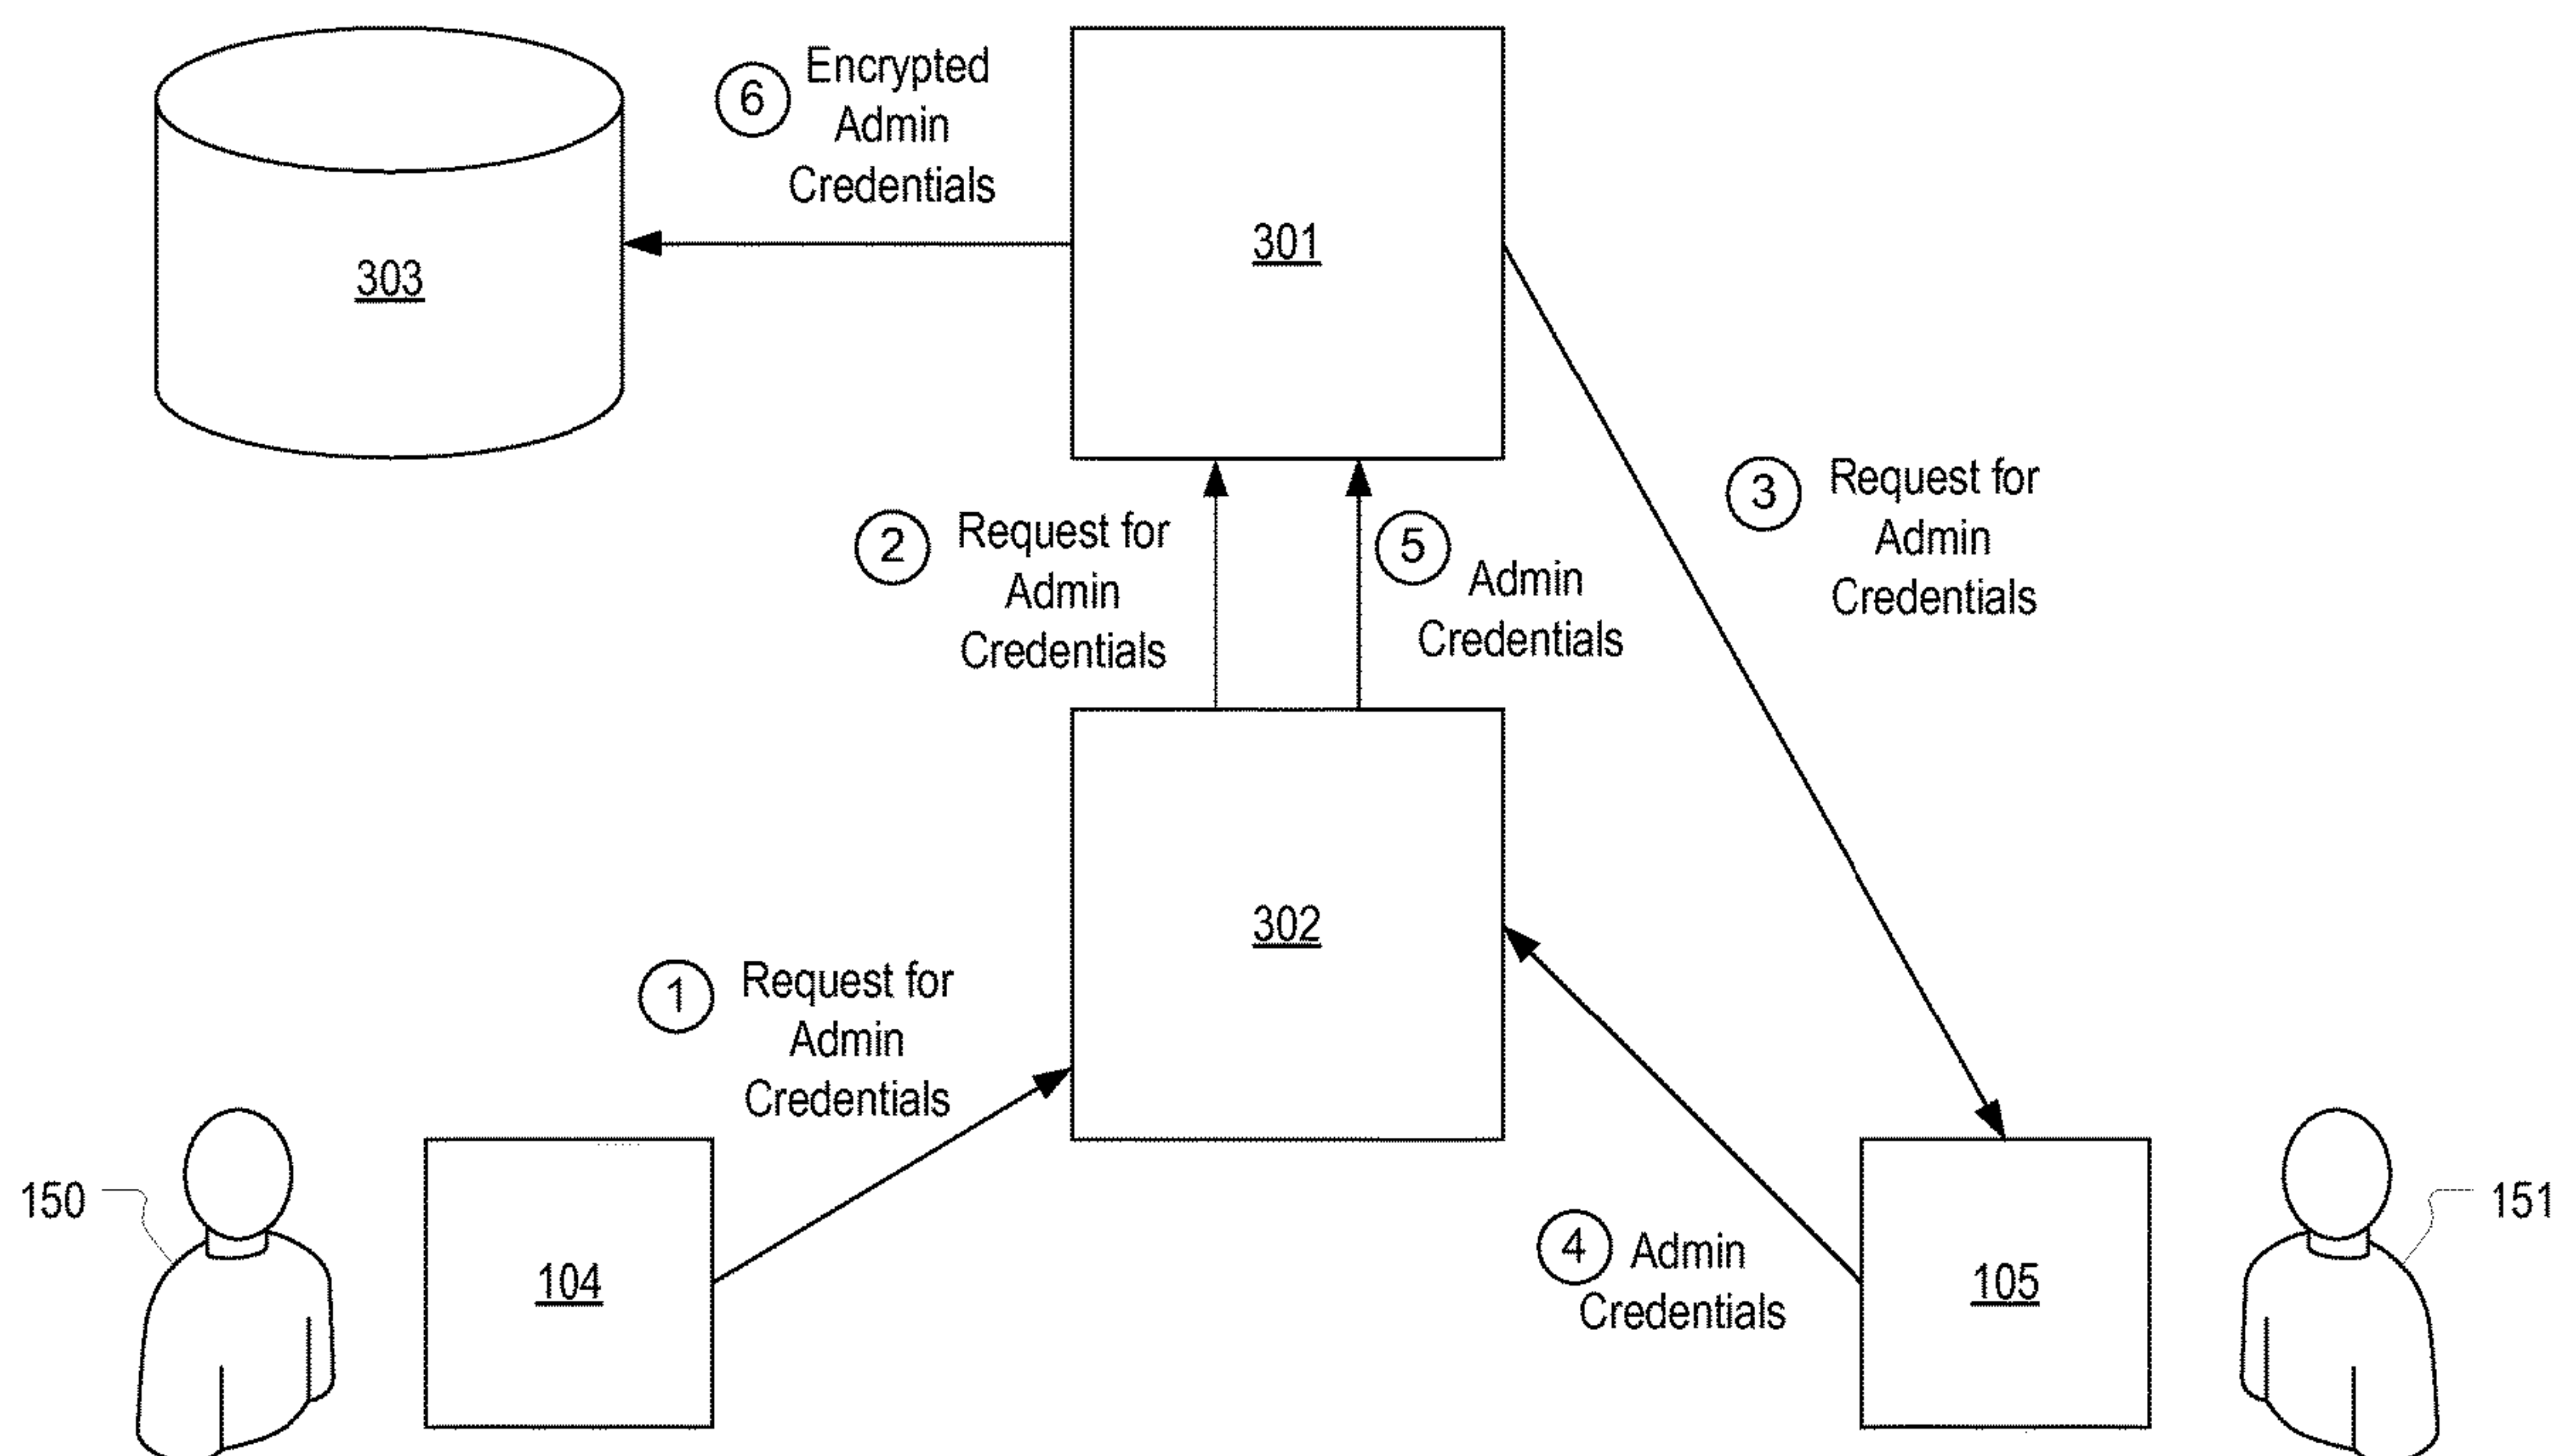 6
Encrypted
Admin
Credentials
303
301
2
Request for
Admin
Credentials
5
Admin
Credentials
3
Request for
Admin
Credentials
302
1
Request for
Admin
Credentials
150
104
4
Admin
Credentials
105
151